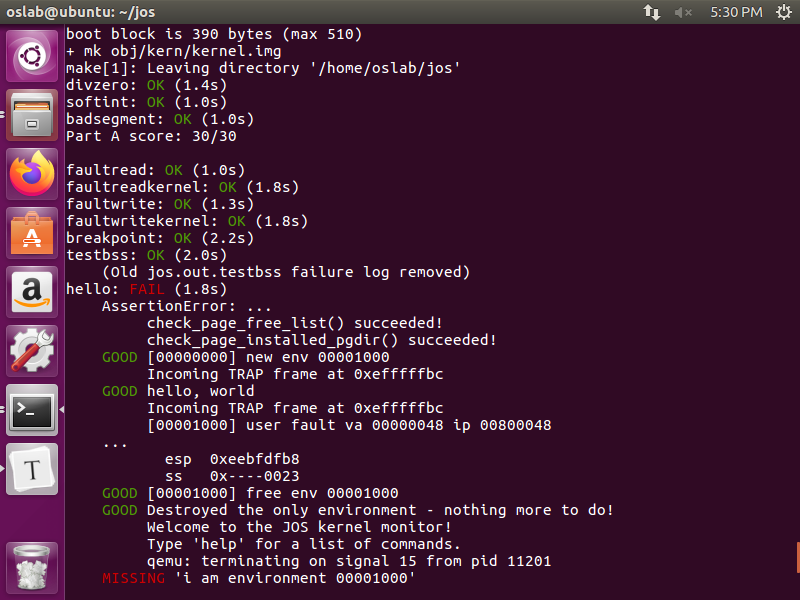 oslab@ubuntu: ~/jos
5:30 PM
boot block is 390 bytes (max 510)
+ mk obj/kern/kernel.img
make[1]: Leaving directory '/home/oslab/jos'
divzero: OK (1.4s)
softint: OK (1.0s)
badsegment: OK (1.0s)
Part A score: 30/30
faultread: OK (1.0s)
faultreadkernel: OK (1.8s)
faultwrite: OK (1.3s)
faultwritekernel: OK (1.8s)
breakpoint: OK (2.2s)
testbss: OK (2.0s)
(Old jos.out.testbss failure log removed)
hello: FAIL (1.8s)
AssertionError: ...
check_page_free_list() succeeded!
check_page_installed_pgdir() succeeded!
GOOD [00000000] new env 00001000
Incoming TRAP frame at 0xefffffbc
GOOD hello, world
Incoming TRAP frame at 0xefffffbc
[00001000] user fault va 00000048 ip 00800048
...
esp  0xeebfdfb8
ss   0x----0023
GOOD [00001000] free env 00001000
GOOD Destroyed the only environment - nothing more to do!
Welcome to the JOS kernel monitor!
Type 'help' for a list of commands.
qemu: terminating on signal 15 from pid 11201
MISSING 'i am environment 00001000'